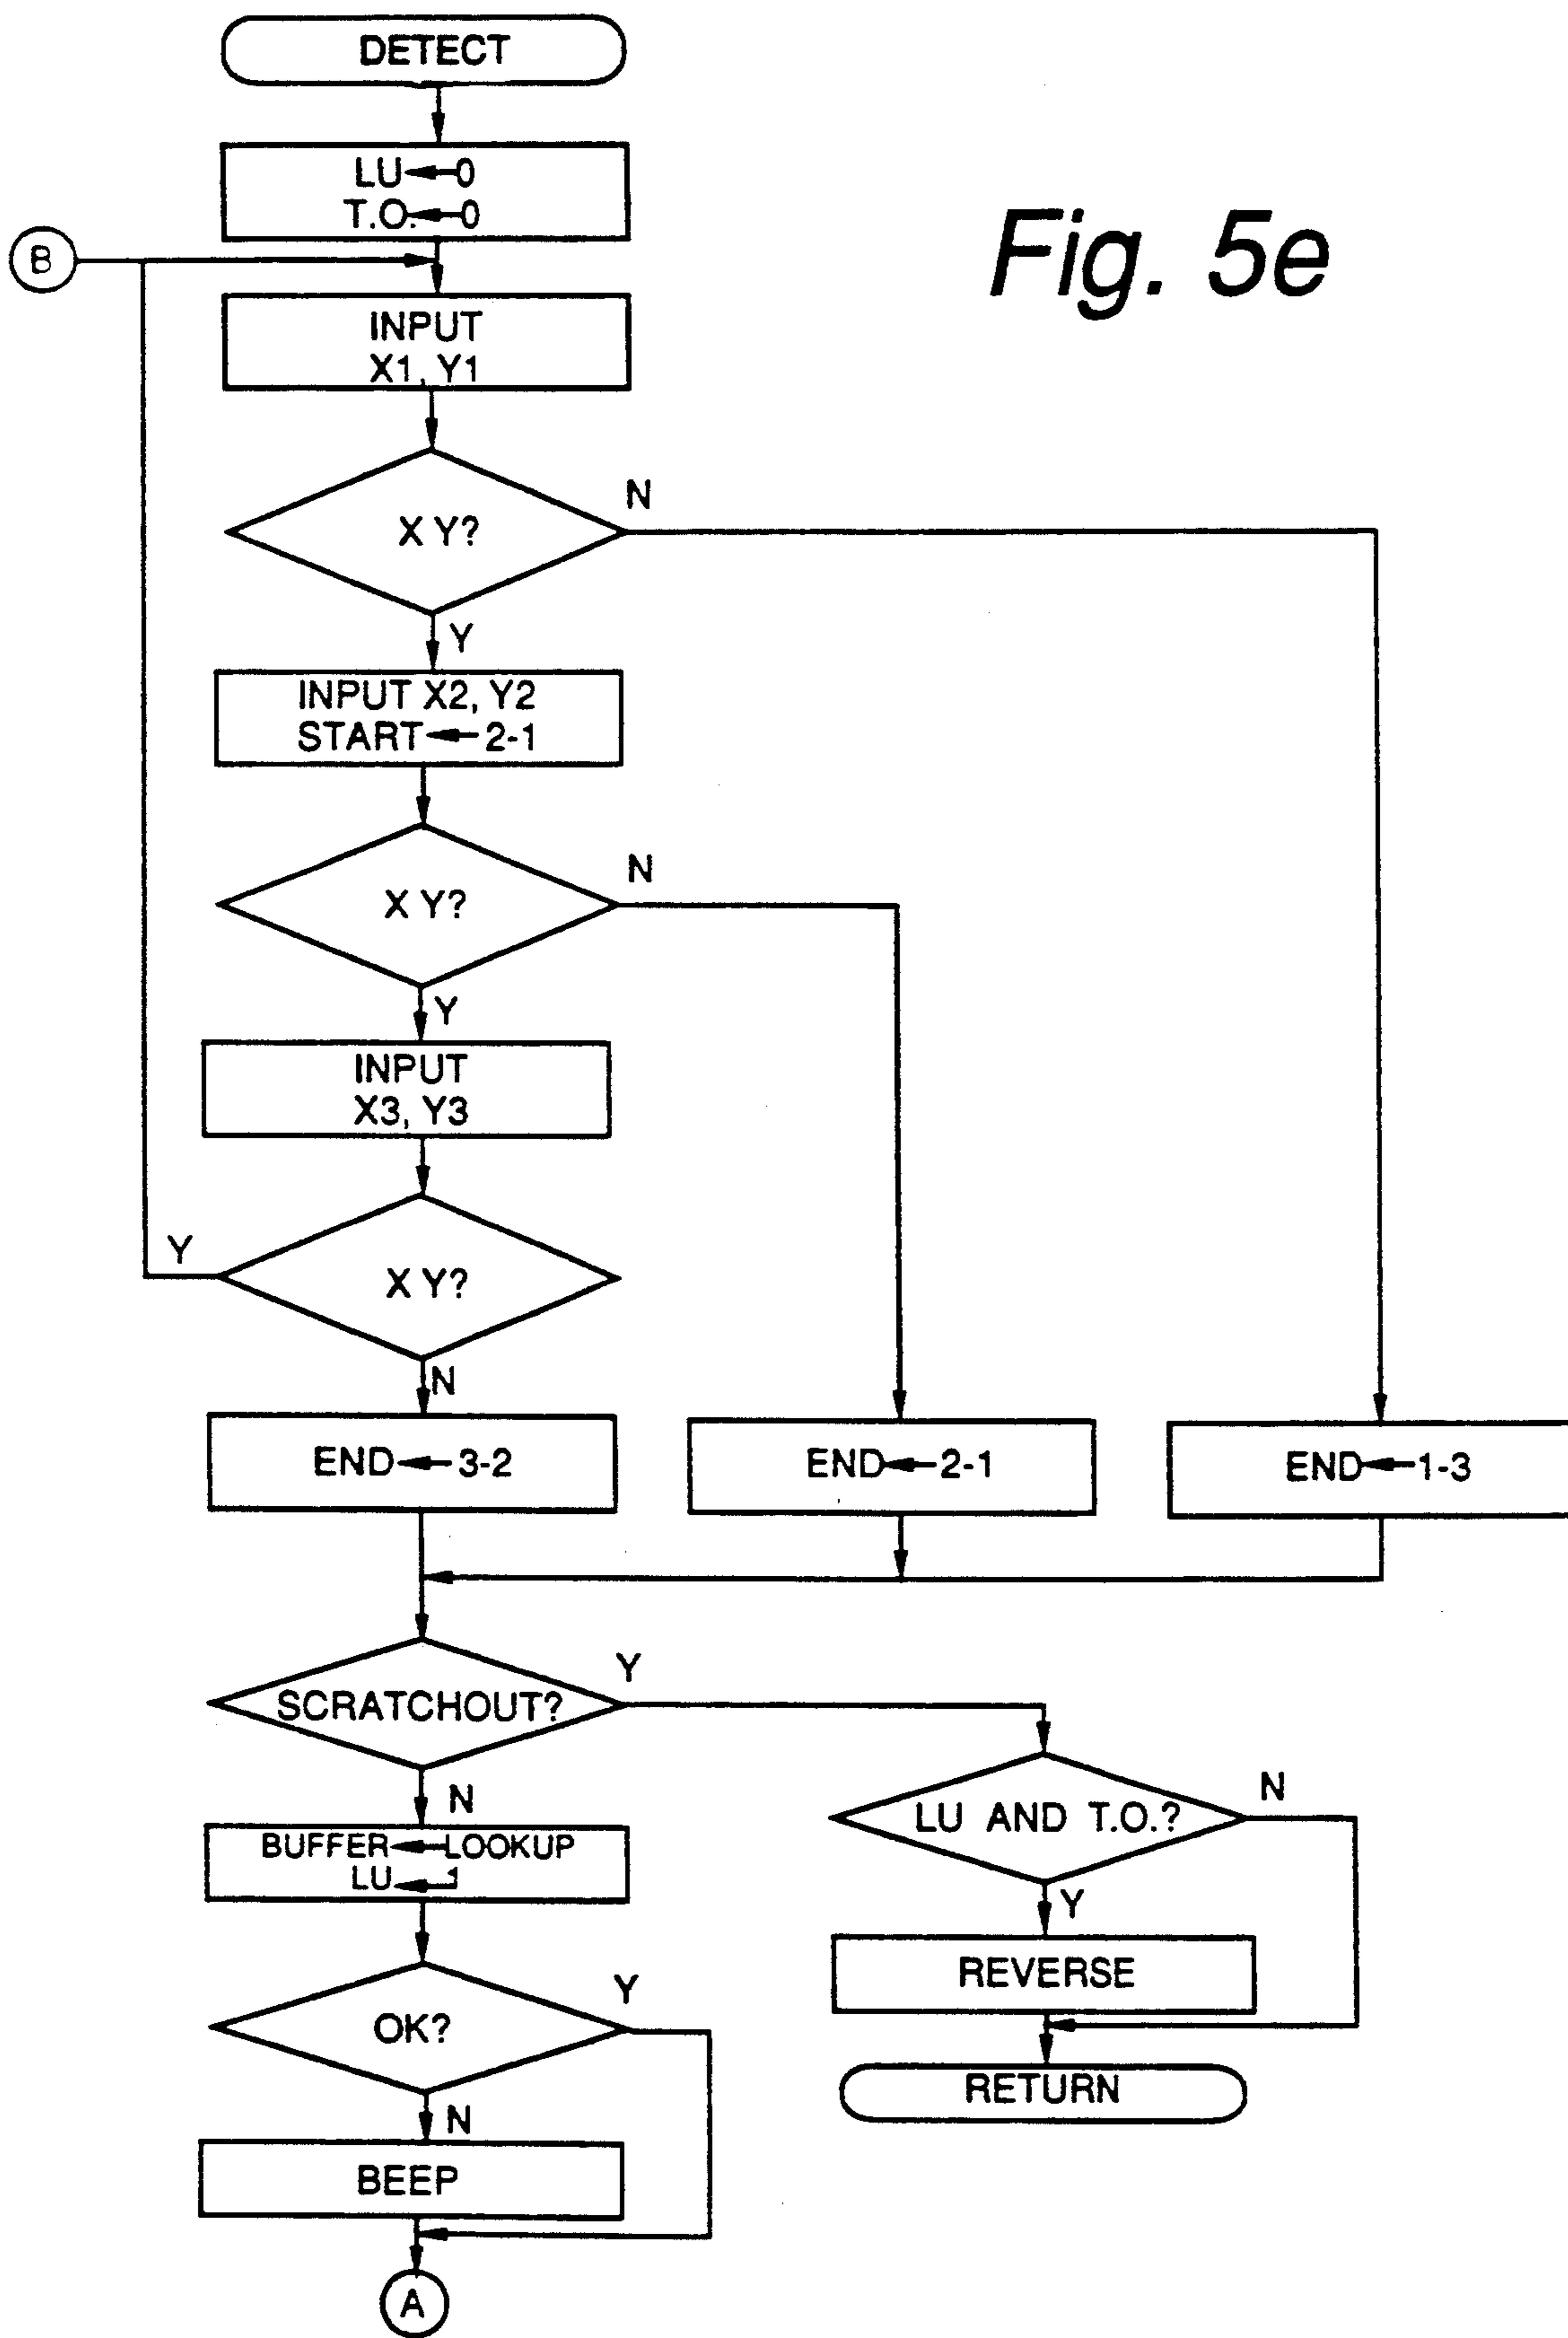 DETECT
LU←0
T.O.←0
B
Fig. 5e
INPUT
X1, Y1
X Y?
N
Y
INPUT X2, Y2
START←2-1
X Y?
N
Y
INPUT
X3, Y3
X Y?
Y
N
END←3-2
END←2-1
END←1-3
SCRATCHOUT?
Y
N
LU AND T.O.?
N
Y
BUFFER←LOOKUP
LU←1
REVERSE
OK?
Y
N
RETURN
BEEP
A